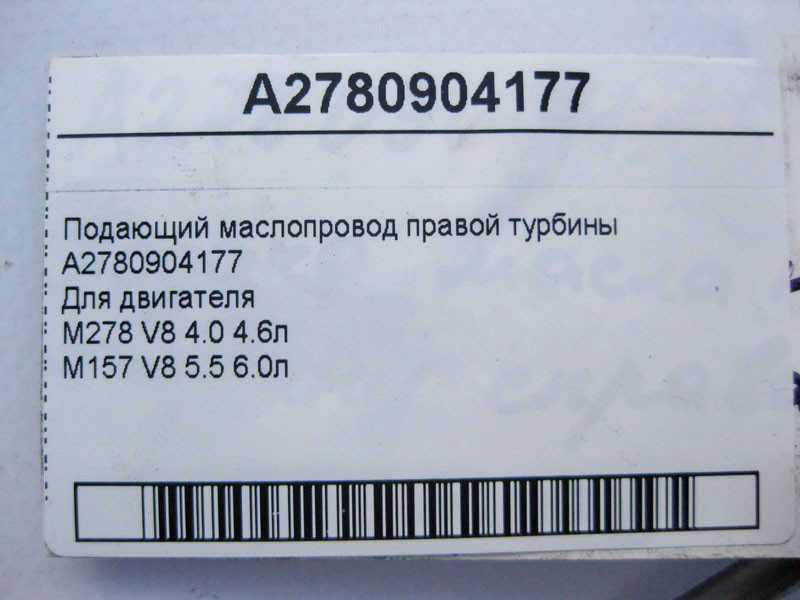 A2780904177
Подающий маслопровод правой турбины
A2780904177
Для двигателя
M278 V8 4.0 4.6л
M157 V8 5.5 6.0л